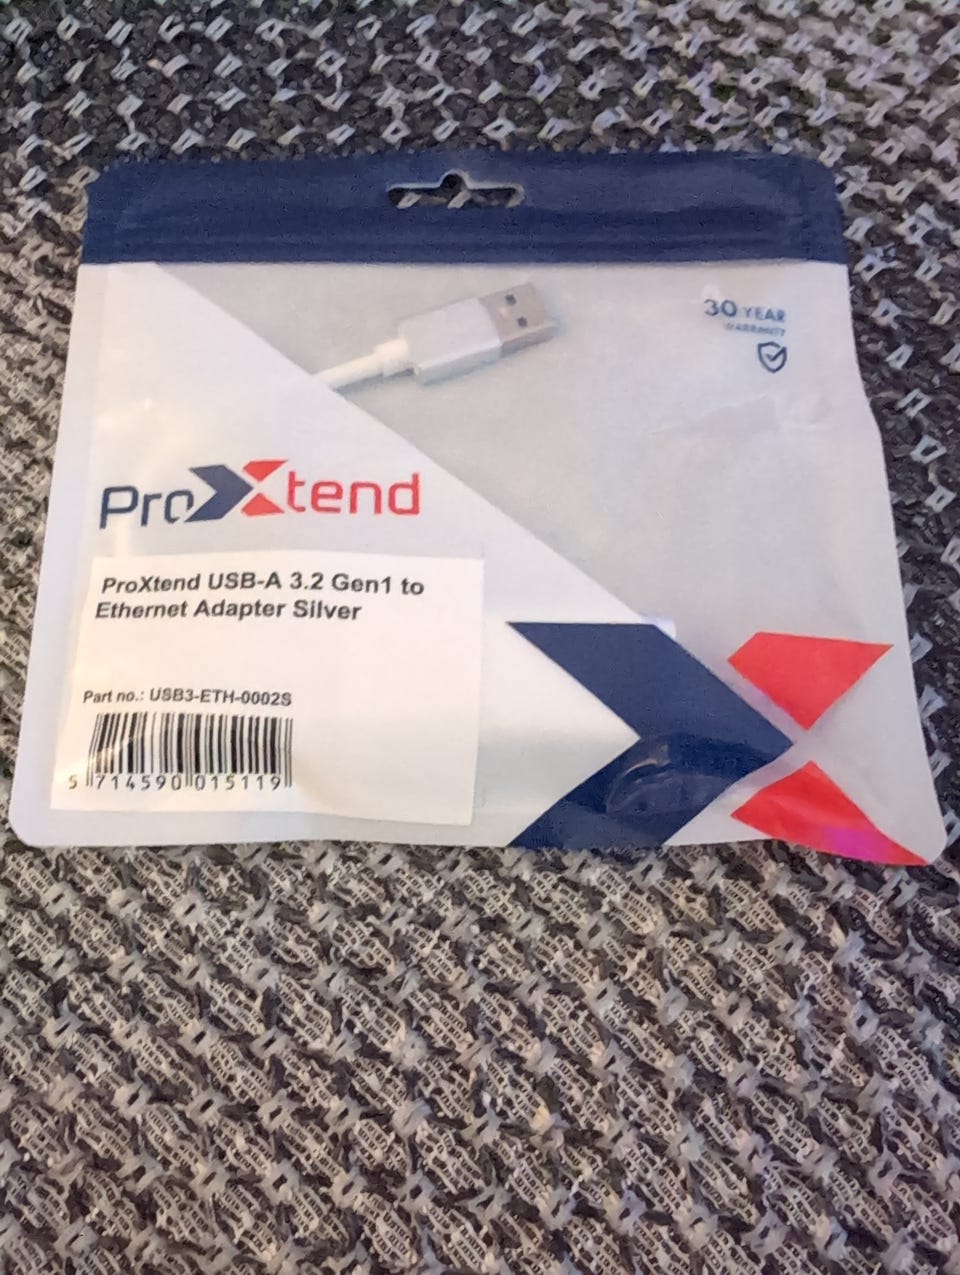 30 YEAR
WARRANTY
ProXtend
ProXtend USB-A 3.2 Gen1 to
Ethernet Adapter Silver
Part no.: USB3-ETH-0002S
5 714590 015119